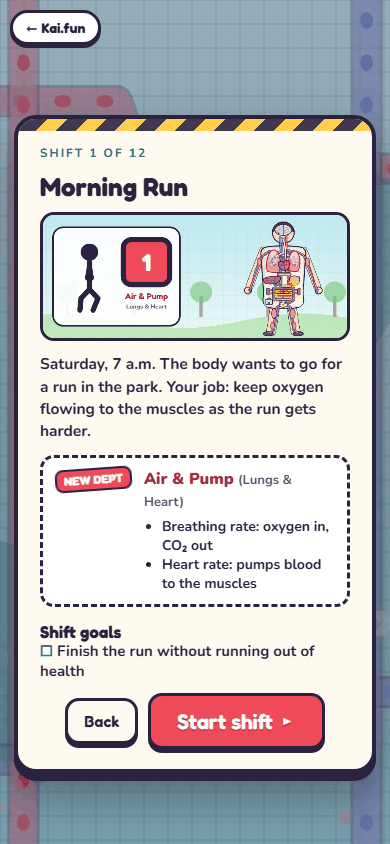 ← Kai.fun
SHIFT 1 OF 12
Morning Run
1
Air & Pump
Lungs & Heart
Saturday, 7 a.m. The body wants to go for
a run in the park. Your job: keep oxygen
flowing to the muscles as the run gets
harder.
NEW DEPT
Air & Pump (Lungs &
Heart)
• Breathing rate: oxygen in,
CO₂ out
• Heart rate: pumps blood
to the muscles
Shift goals
☐ Finish the run without running out of
health
Back
Start shift ▸